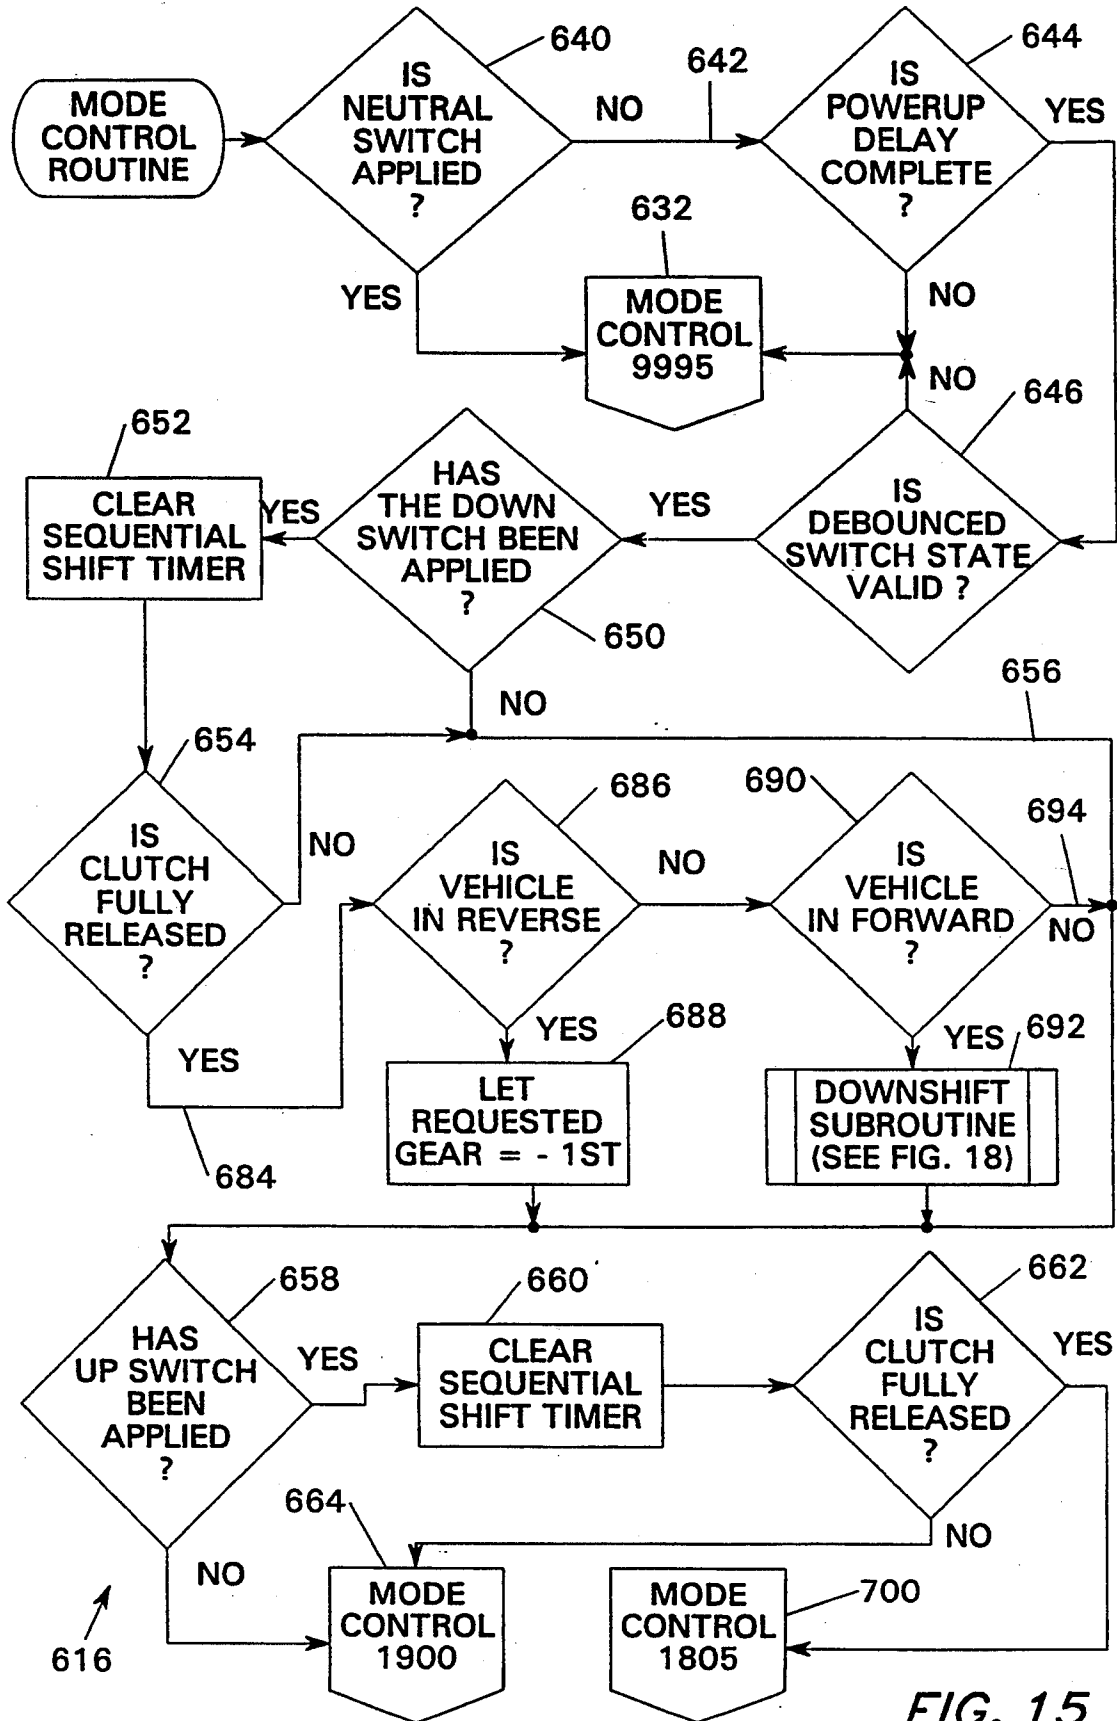 MODE
CONTROL
ROUTINE
IS
NEUTRAL
SWITCH
APPLIED
?
640
NO
642
YES
IS
POWERUP
DELAY
COMPLETE
?
644
YES
NO
632
MODE
CONTROL
9995
NO
646
IS
DEBOUNCED
SWITCH STATE
VALID ?
YES
HAS
THE DOWN
SWITCH BEEN
APPLIED
?
650
YES
652
CLEAR
SEQUENTIAL
SHIFT TIMER
NO
656
654
IS
CLUTCH
FULLY
RELEASED
?
NO
YES
684
686
IS
VEHICLE
IN REVERSE
?
NO
YES
690
IS
VEHICLE
IN FORWARD
?
694
NO
YES
688
LET
REQUESTED
GEAR = - 1ST
692
DOWNSHIFT
SUBROUTINE
(SEE FIG. 18)
658
HAS
UP SWITCH
BEEN
APPLIED
?
YES
NO
660
CLEAR
SEQUENTIAL
SHIFT TIMER
662
IS
CLUTCH
FULLY
RELEASED
?
YES
NO
664
MODE
CONTROL
1900
700
MODE
CONTROL
1805
616
FIG. 15